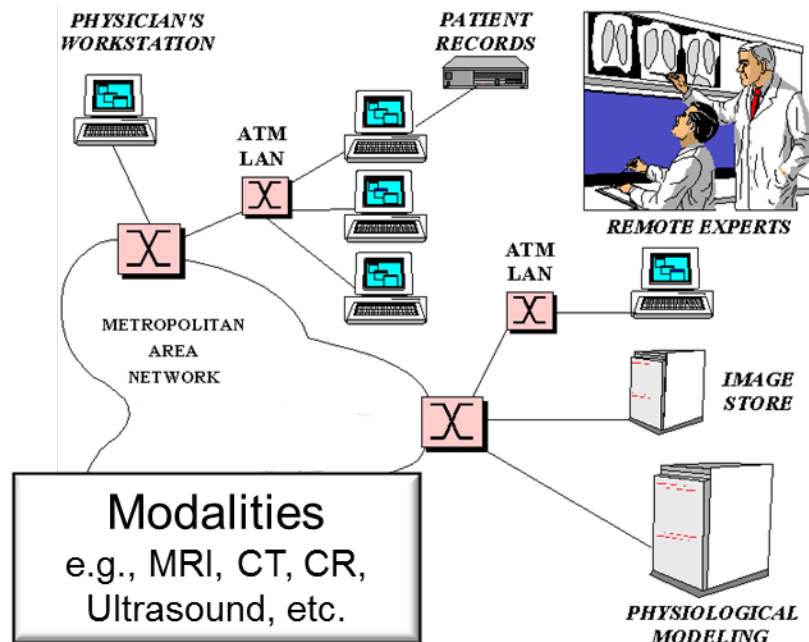 PHYSICIAN'S
WORKSTATION
PATIENT
RECORDS
ATM
LAN
REMOTE EXPERTS
ATM
LAN
METROPOLITAN
AREA
NETWORK
IMAGE
STORE
Modalities
e.g., MRI, CT, CR,
Ultrasound, etc.
PHYSIOLOGICAL
MODELING